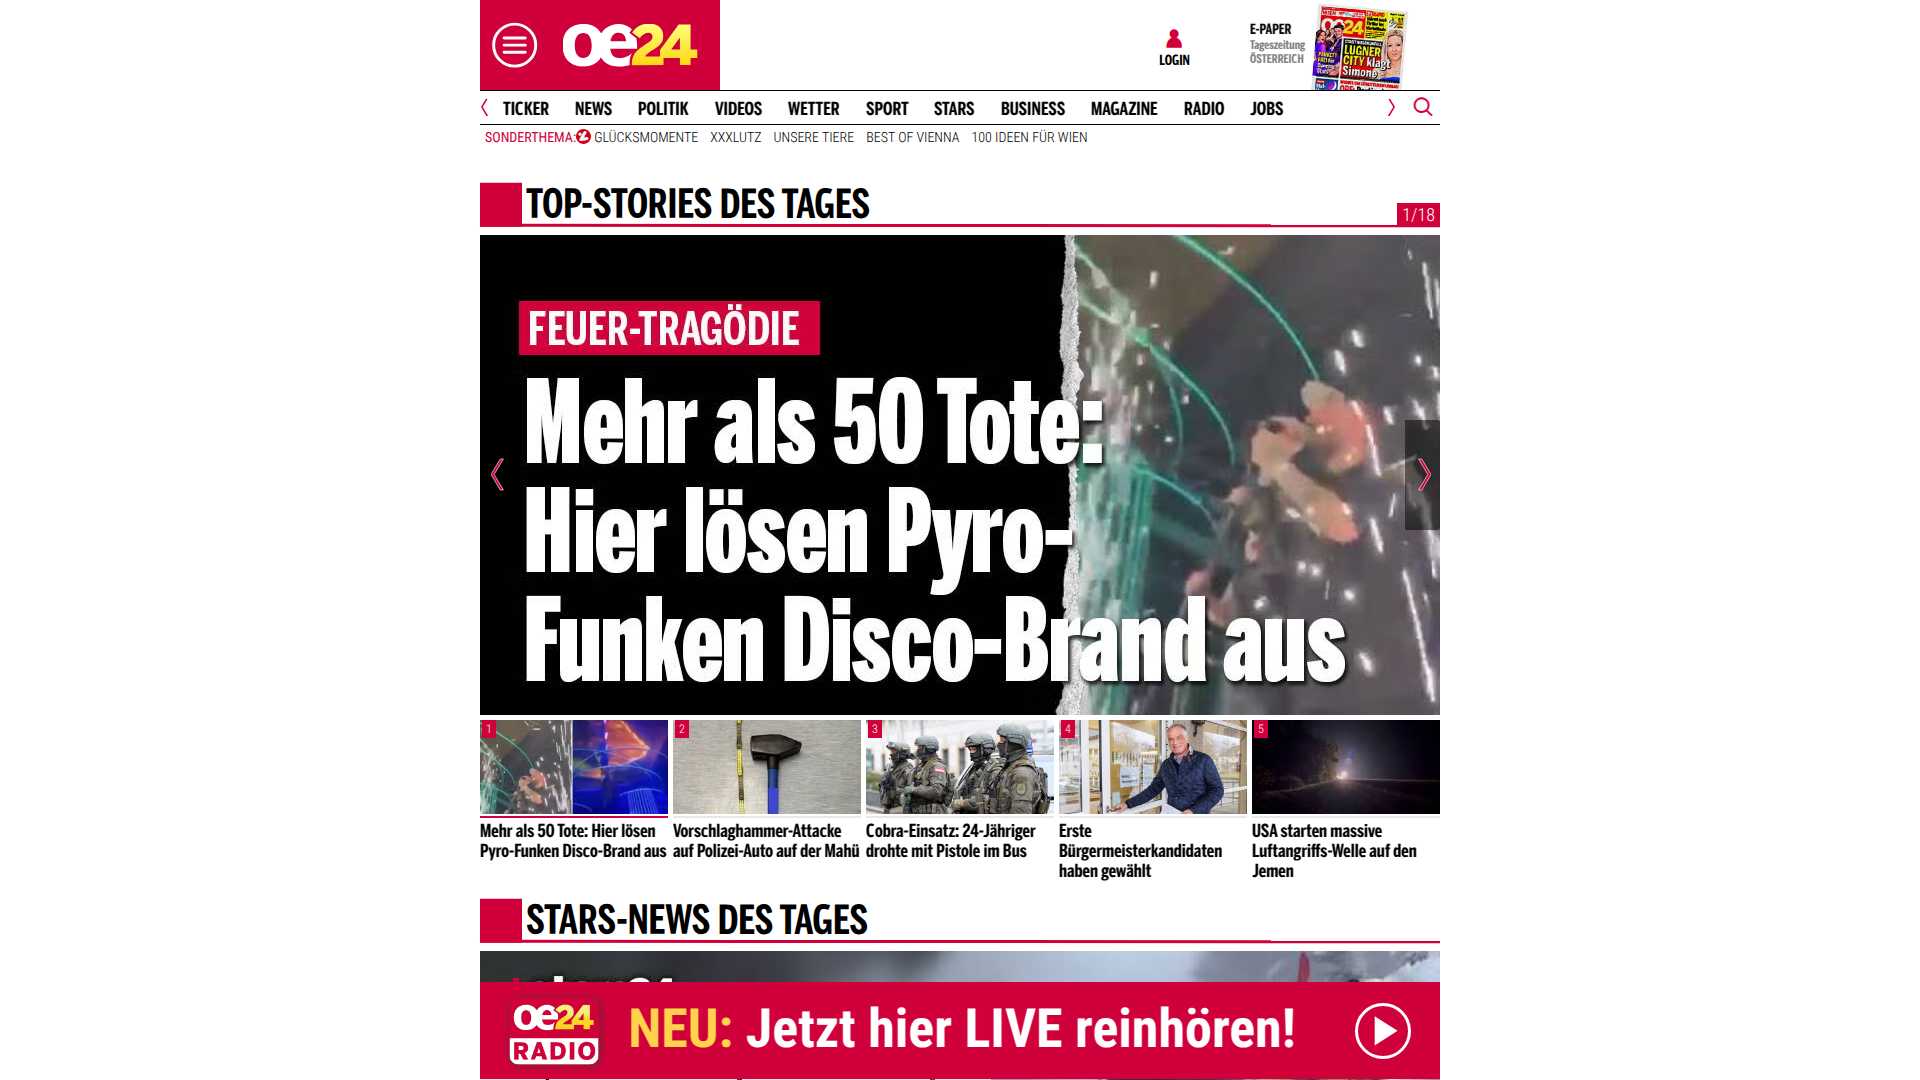 oe24
LOGIN
E-PAPER
Tageszeitung
ÖSTERREICH
oe24
LUGNER
CITY klagt
Simone
TICKER NEWS POLITIK VIDEOS WETTER SPORT STARS BUSINESS MAGAZINE RADIO JOBS
SONDERTHEMA: GLÜCKSMOMENTE XXXLUTZ UNSERE TIERE BEST OF VIENNA 100 IDEEN FÜR WIEN
TOP-STORIES DES TAGES
1/18
FEUER-TRAGÖDIE
Mehr als 50 Tote:
Hier lösen Pyro-
Funken Disco-Brand aus
1 2 3 4 5
Mehr als 50 Tote: Hier lösen
Pyro-Funken Disco-Brand aus
Vorschlaghammer-Attacke
auf Polizei-Auto auf der Mahü
Cobra-Einsatz: 24-Jähriger
drohte mit Pistole im Bus
Erste
Bürgermeisterkandidaten
haben gewählt
USA starten massive
Luftangriffs-Welle auf den
Jemen
STARS-NEWS DES TAGES
oe24
RADIO
NEU: Jetzt hier LIVE reinhören!